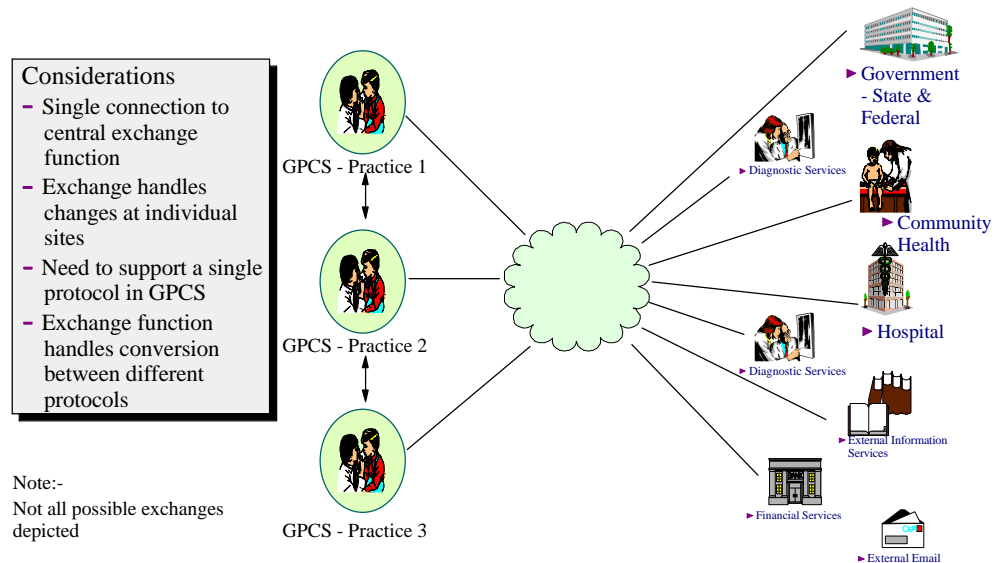 Considerations
– Single connection to
central exchange
function
– Exchange handles
changes at individual
sites
– Need to support a single
protocol in GPCS
– Exchange function
handles conversion
between different
protocols
Note:-
Not all possible exchanges
depicted
GPCS - Practice 1
GPCS - Practice 2
GPCS - Practice 3
► Government
- State &
Federal
► Diagnostic Services
► Community
Health
► Hospital
► Diagnostic Services
► External Information
Services
► Financial Services
► External Email